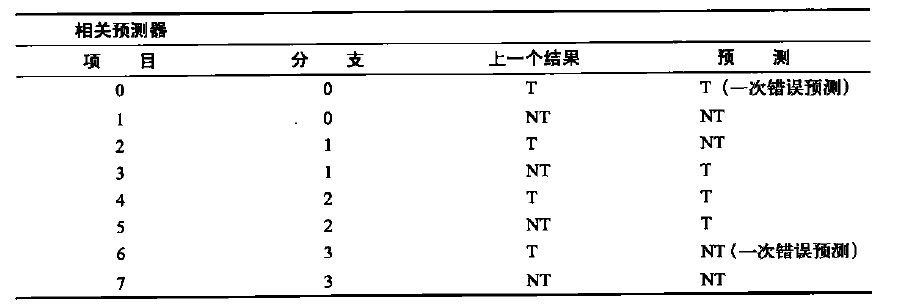 相关预测器
项 目 分 支 上一个结果 预 测
0 0 T T (一次错误预测)
1 0 NT NT
2 1 T NT
3 1 NT T
4 2 T T
5 2 NT T
6 3 T NT (一次错误预测)
7 3 NT NT